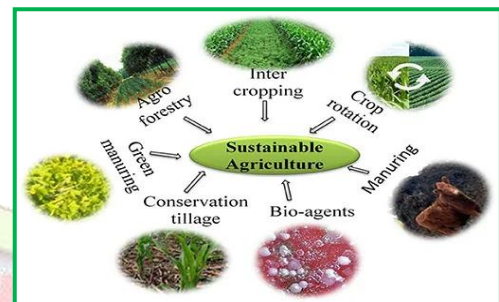 Inter
cropping
Crop
rotation
Agro
forestry
Sustainable
Agriculture
Green
manuring
Manuring
Conservation
tillage
Bio-agents